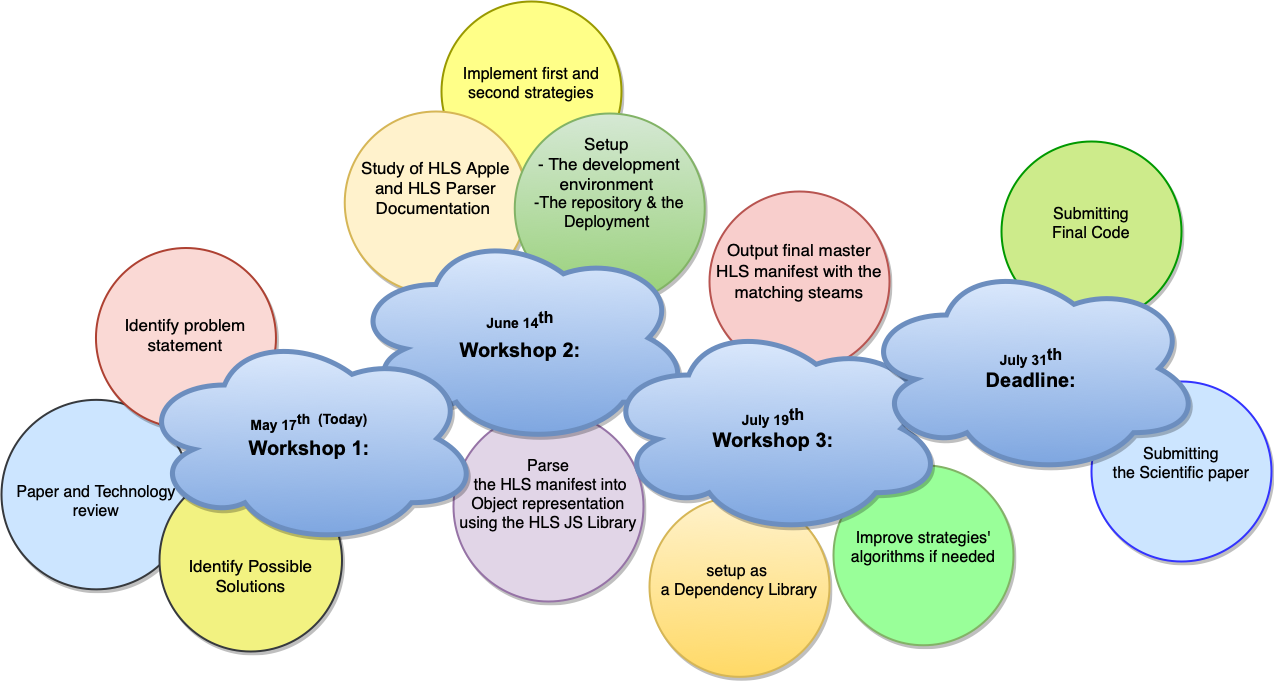 Implement first and
second strategies
Study of HLS Apple
and HLS Parser
Documentation
Setup
- The development
environment
-The repository & the
Deployment
Submitting
Final Code
Output final master
HLS manifest with the
matching steams
Identify problem
statement
June 14th
Workshop 2:
July 31th
Deadline:
May 17th (Today)
Workshop 1:
July 19th
Workshop 3:
Paper and Technology
review
Parse
the HLS manifest into
Object representation
using the HLS JS Library
Submitting
the Scientific paper
Identify Possible
Solutions
setup as
a Dependency Library
Improve strategies'
algorithms if needed